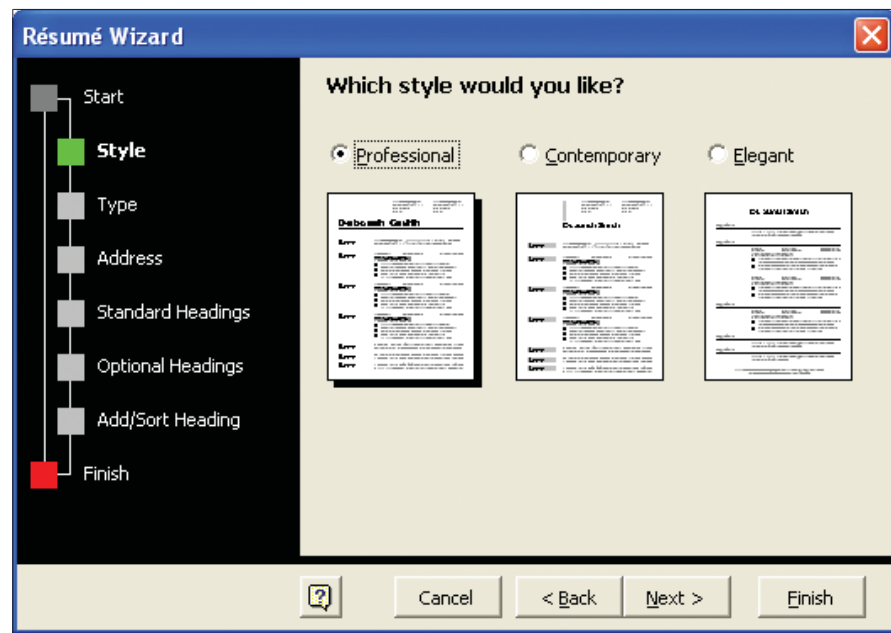 Résumé Wizard
Start
Style
Type
Address
Standard Headings
Optional Headings
Add/Sort Heading
Finish
Which style would you like?
Professional
Contemporary
Elegant
Cancel
< Back
Next >
Finish